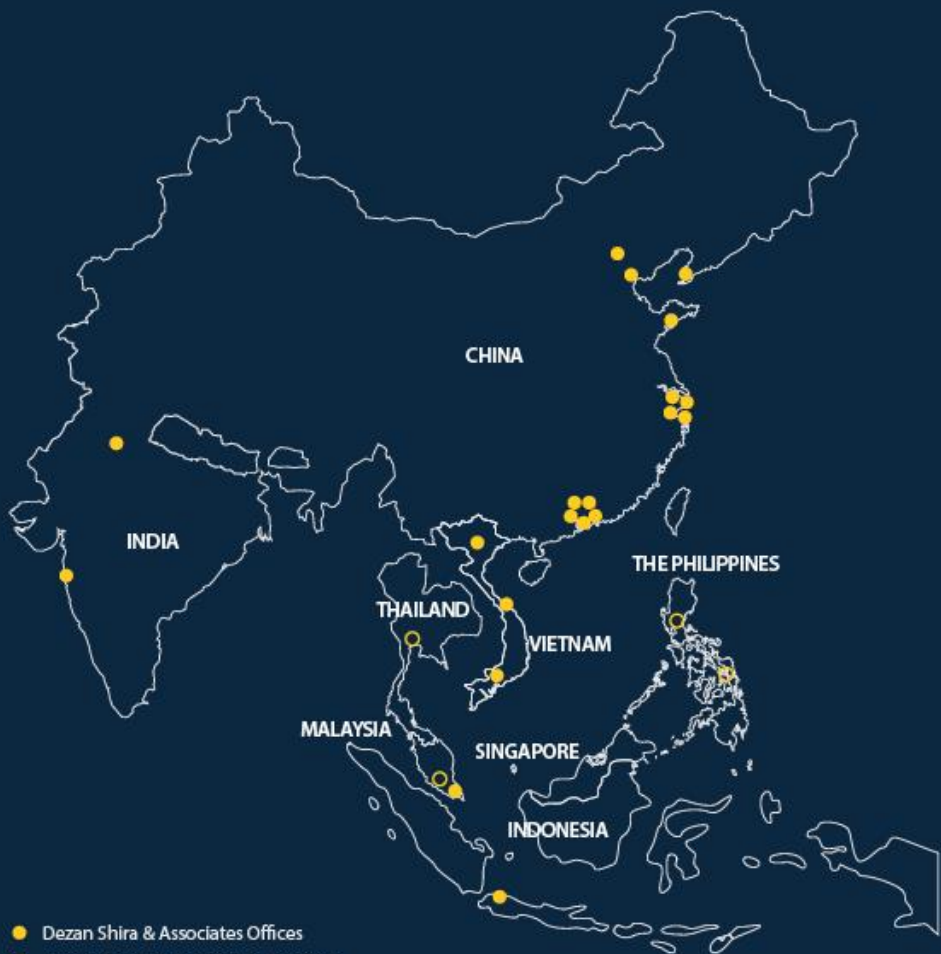 CHINA
INDIA
THE PHILIPPINES
THAILAND
VIETNAM
MALAYSIA
SINGAPORE
INDONESIA
Dezan Shira & Associates Offices